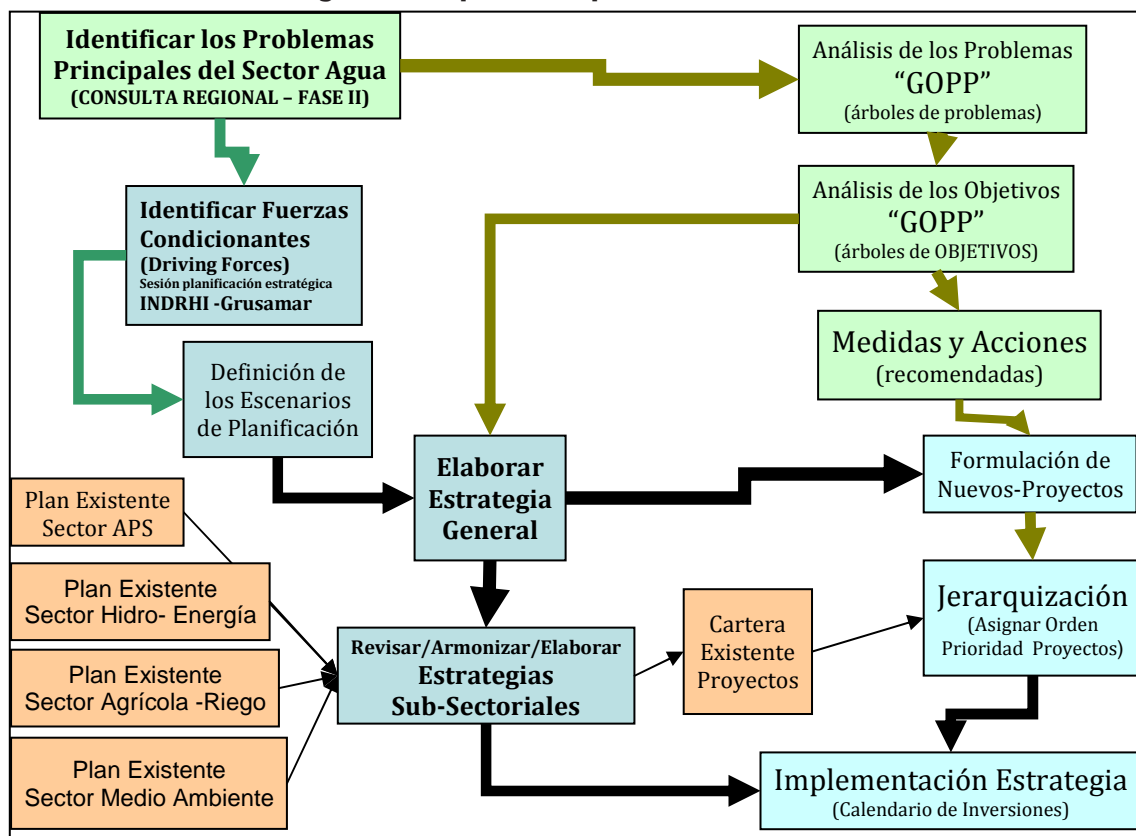 Identificar los Problemas
Principales del Sector Agua
(CONSULTA REGIONAL – FASE II)
Análisis de los Problemas
“GOPP”
(árboles de problemas)
Identificar Fuerzas
Condicionantes
(Driving Forces)
Sesión planificación estratégica
INDRHI -Grusamar
Análisis de los Objetivos
“GOPP”
(árboles de OBJETIVOS)
Medidas y Acciones
(recomendadas)
Definición de
los Escenarios
de Planificación
Elaborar
Estrategia
General
Formulación de
Nuevos-Proyectos
Plan Existente
Sector APS
Plan Existente
Sector Hidro- Energía
Plan Existente
Sector Agrícola -Riego
Plan Existente
Sector Medio Ambiente
Revisar/Armonizar/Elaborar
Estrategias
Sub-Sectoriales
Cartera
Existente
Proyectos
Jerarquización
(Asignar Orden
Prioridad Proyectos)
Implementación Estrategia
(Calendario de Inversiones)